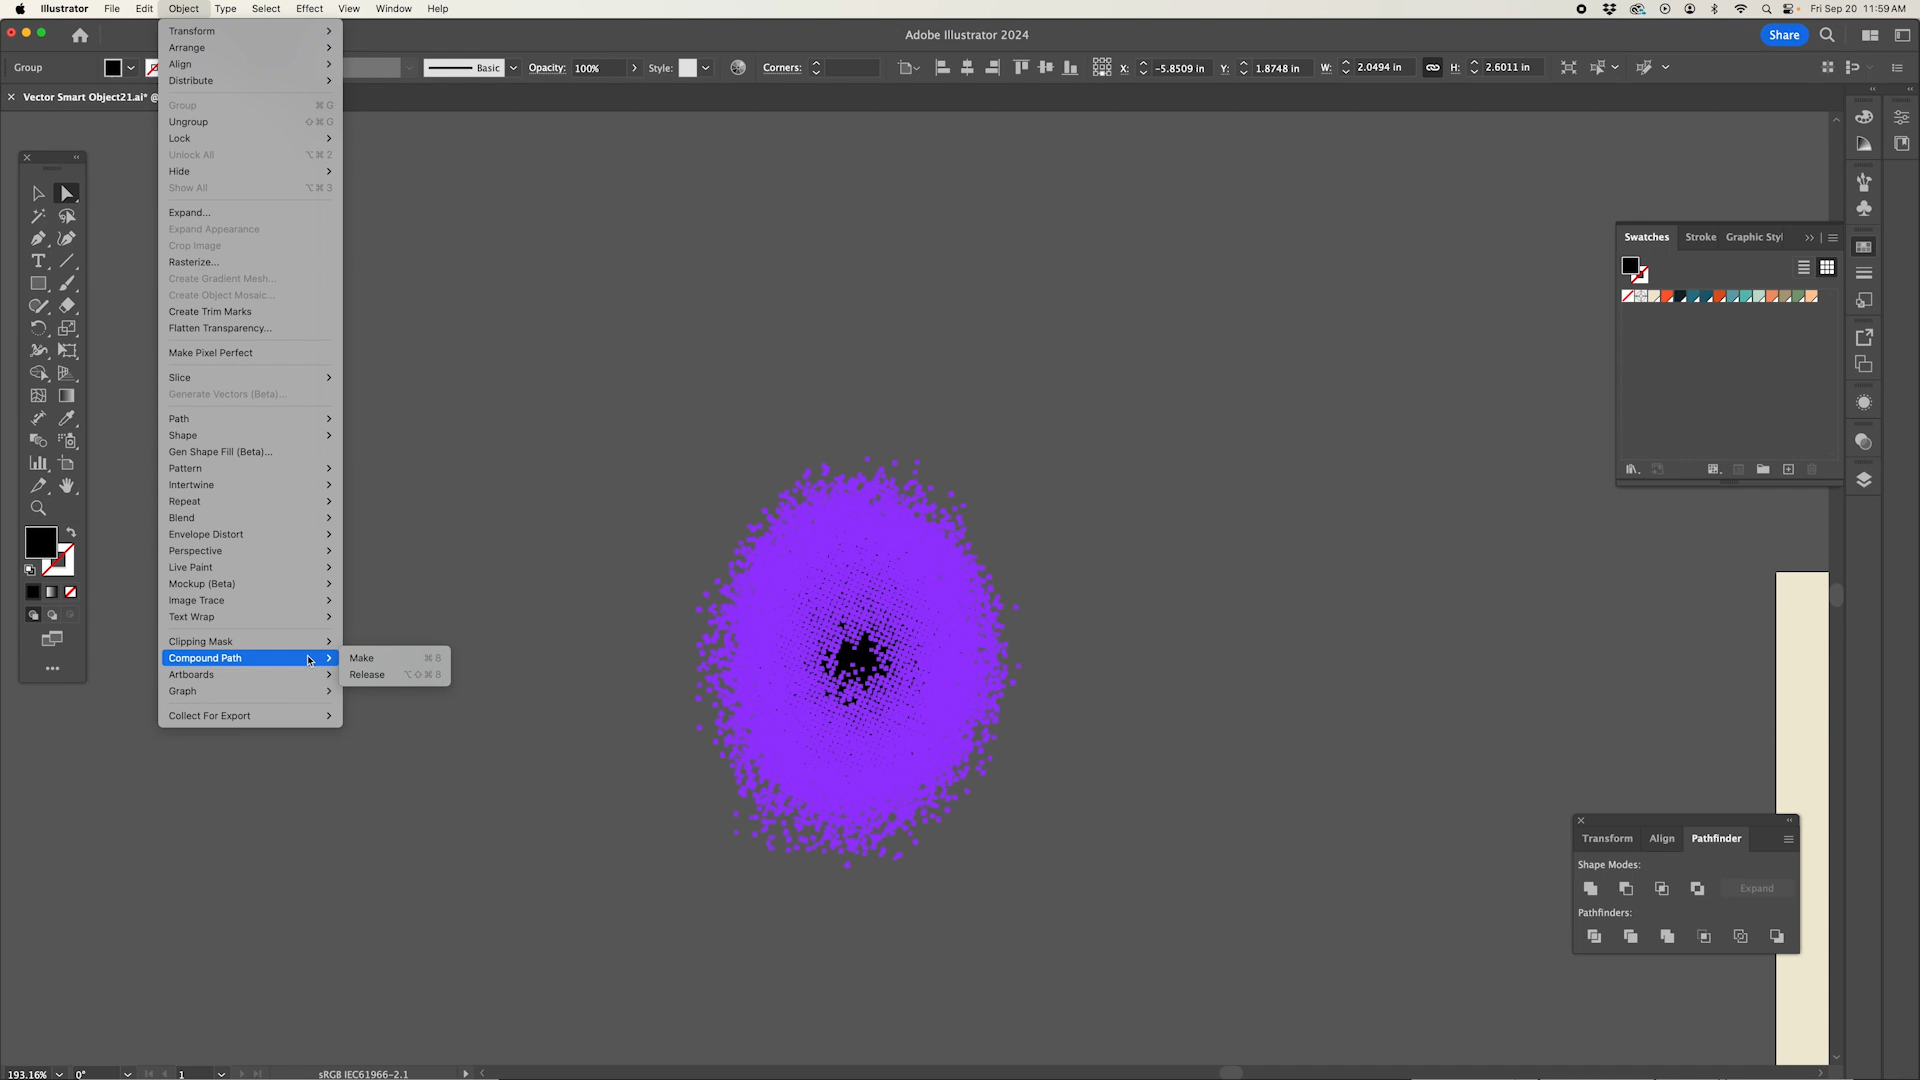 Illustrator File Edit Object Type Select Effect View Window Help Fri Sep 20 11:59 AM
Adobe Illustrator 2024 Share
Group Basic Opacity: 100% Style: Corners: X: -5.8509 in Y: 1.8748 in W: 2.0494 in H: 2.6011 in
Vector Smart Object21.ai* @
Transform
Arrange
Align
Distribute
Group ⌘ G
Ungroup ⇧ ⌘ G
Lock
Unlock All ⌥ ⌘ 2
Hide
Show All ⌥ ⌘ 3
Expand...
Expand Appearance
Crop Image
Rasterize...
Create Gradient Mesh...
Create Object Mosaic...
Create Trim Marks
Flatten Transparency...
Make Pixel Perfect
Slice
Generate Vectors (Beta)...
Path
Shape
Gen Shape Fill (Beta)...
Pattern
Intertwine
Repeat
Blend
Envelope Distort
Perspective
Live Paint
Mockup (Beta)
Image Trace
Text Wrap
Clipping Mask
Compound Path
Artboards
Graph
Collect For Export
Make ⌘ 8
Release ⌥ ⇧ ⌘ 8
Swatches Stroke Graphic Styl
Transform Align Pathfinder
Shape Modes:
Expand
Pathfinders:
193.16% 0° 1 sRGB IEC61966-2.1